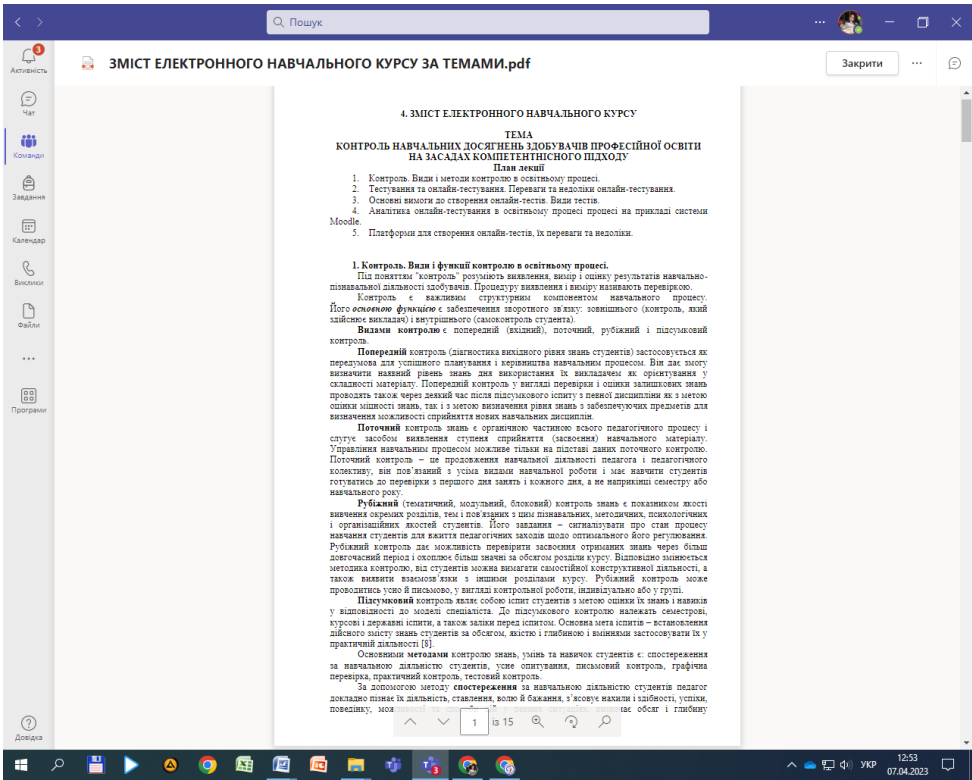 Пошук
3
Активність
Чат
Команди
Завдання
Календар
Виклики
Файли
Програми
Довідка
ЗМІСТ ЕЛЕКТРОННОГО НАВЧАЛЬНОГО КУРСУ ЗА ТЕМАМИ.pdf
Закрити
4. ЗМІСТ ЕЛЕКТРОННОГО НАВЧАЛЬНОГО КУРСУ
ТЕМА
КОНТРОЛЬ НАВЧАЛЬНИХ ДОСЯГНЕНЬ ЗДОБУВАЧІВ ПРОФЕСІЙНОЇ ОСВІТИ
НА ЗАСАДАХ КОМПЕТЕНТНІСНОГО ПІДХОДУ
План лекції
1. Контроль. Види і методи контролю в освітньому процесі.
2. Тестування та онлайн-тестування. Переваги та недоліки онлайн-тестування.
3. Основні вимоги до створення онлайн-тестів. Види тестів.
4. Аналітика онлайн-тестування в освітньому процесі процесі на прикладі системи
Moodle.
5. Платформи для створення онлайн-тестів, їх переваги та недоліки.
1. Контроль. Види і функції контролю в освітньому процесі.
Під поняттям "контроль" розуміють виявлення, вимір і оцінку результатів навчально-
пізнавальної діяльності здобувачів. Процедуру виявлення і виміру називають перевіркою.
Контроль є важливим структурним компонентом навчального процесу.
Його основною функцією є забезпечення зворотного зв'язку: зовнішнього (контроль, який
здійснює викладач) і внутрішнього (самоконтроль студента).
Видами контролю є попередній (вхідний), поточний, рубіжний і підсумковий
контроль.
Попередній контроль (діагностика вихідного рівня знань студентів) застосовується як
передумова для успішного планування і керівництва навчальним процесом. Він дає змогу
визначити наявний рівень знань дня використання їх викладачем як орієнтування у
складності матеріалу. Попередній контроль у вигляді перевірки і оцінки залишкових знань
проводять також через деякий час після підсумкового іспиту з певної дисципліни як з метою
оцінки міцності знань, так і з метою визначення рівня знань з забезпечуючих предметів для
визначення можливості сприйняття нових навчальних дисциплін.
Поточний контроль знань є органічною частиною всього педагогічного процесу і
слугує засобом виявлення ступеня сприйняття (засвоєння) навчального матеріалу.
Управління навчальним процесом можливе тільки на підставі даних поточного контролю.
Поточний контроль – це продовження навчальної діяльності педагога і педагогічного
колективу, він пов’язаний з усіма видами навчальної роботи і має навчити студентів
готуватись до перевірки з першого дня занять і кожного дня, а не наприкінці семестру або
навчального року.
Рубіжний (тематичний, модульний, блоковий) контроль знань є показником якості
вивчення окремих розділів, тем і пов'язаних з цим пізнавальних, методичних, психологічних
і організаційних якостей студентів. Його завдання – сигналізувати про стан процесу
навчання студентів для вжиття педагогічних заходів щодо оптимального його регулювання.
Рубіжний контроль дає можливість перевірити засвоєння отриманих знань через більш
довгочасний період і охоплює більш значні за обсягом розділи курсу. Відповідно змінюється
методика контролю, від студентів можна вимагати самостійної конструктивної діяльності, а
також виявити взаємозв’язки з іншими розділами курсу. Рубіжний контроль може
проводитись усно й письмово, у вигляді контрольної роботи, індивідуально або у групі.
Підсумковий контроль являє собою іспит студентів з метою оцінки їх знань і навиків
у відповідності до моделі спеціаліста. До підсумкового контролю належать семестрові,
курсові і державні іспити, а також заліки перед іспитом. Основна мета іспитів – встановлення
дійсного змісту знань студентів за обсягом, якістю і глибиною і вміннями застосовувати їх у
практичній діяльності [8].
Основними методами контролю знань, умінь та навичок студентів є: спостереження
за навчальною діяльністю студентів, усне опитування, письмовий контроль, графічна
перевірка, практичний контроль, тестовий контроль.
За допомогою методу спостереження за навчальною діяльністю студентів педагог
докладно пізнає їх діяльність, ставлення, волю й бажання, з’ясовує нахили і здібності, успіхи,
поведінку, обсяг і глибину
1 із 15
3
УКР
12:53
07.04.2023